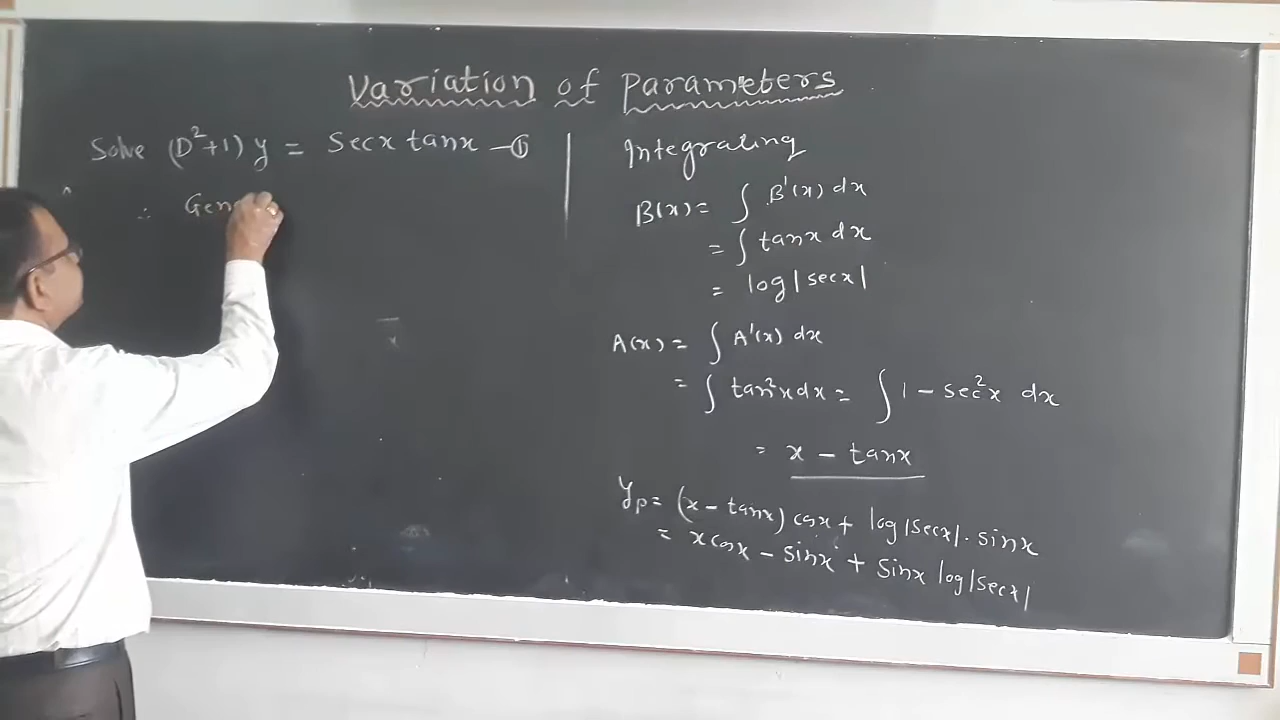 Variation of Parameters
Solve (D²+1) y = Secx tanx —①
∴ Gen
Integrating
B(x) = ∫ B'(x) dx
= ∫ tanx dx
= log|secx|
A(x) = ∫ A'(x) dx
= ∫ tan²x dx = ∫ 1 - sec²x dx
= x - tanx
yp = (x - tanx) cosx + log|secx|. sinx
= x cosx - sinx + sinx log|secx|